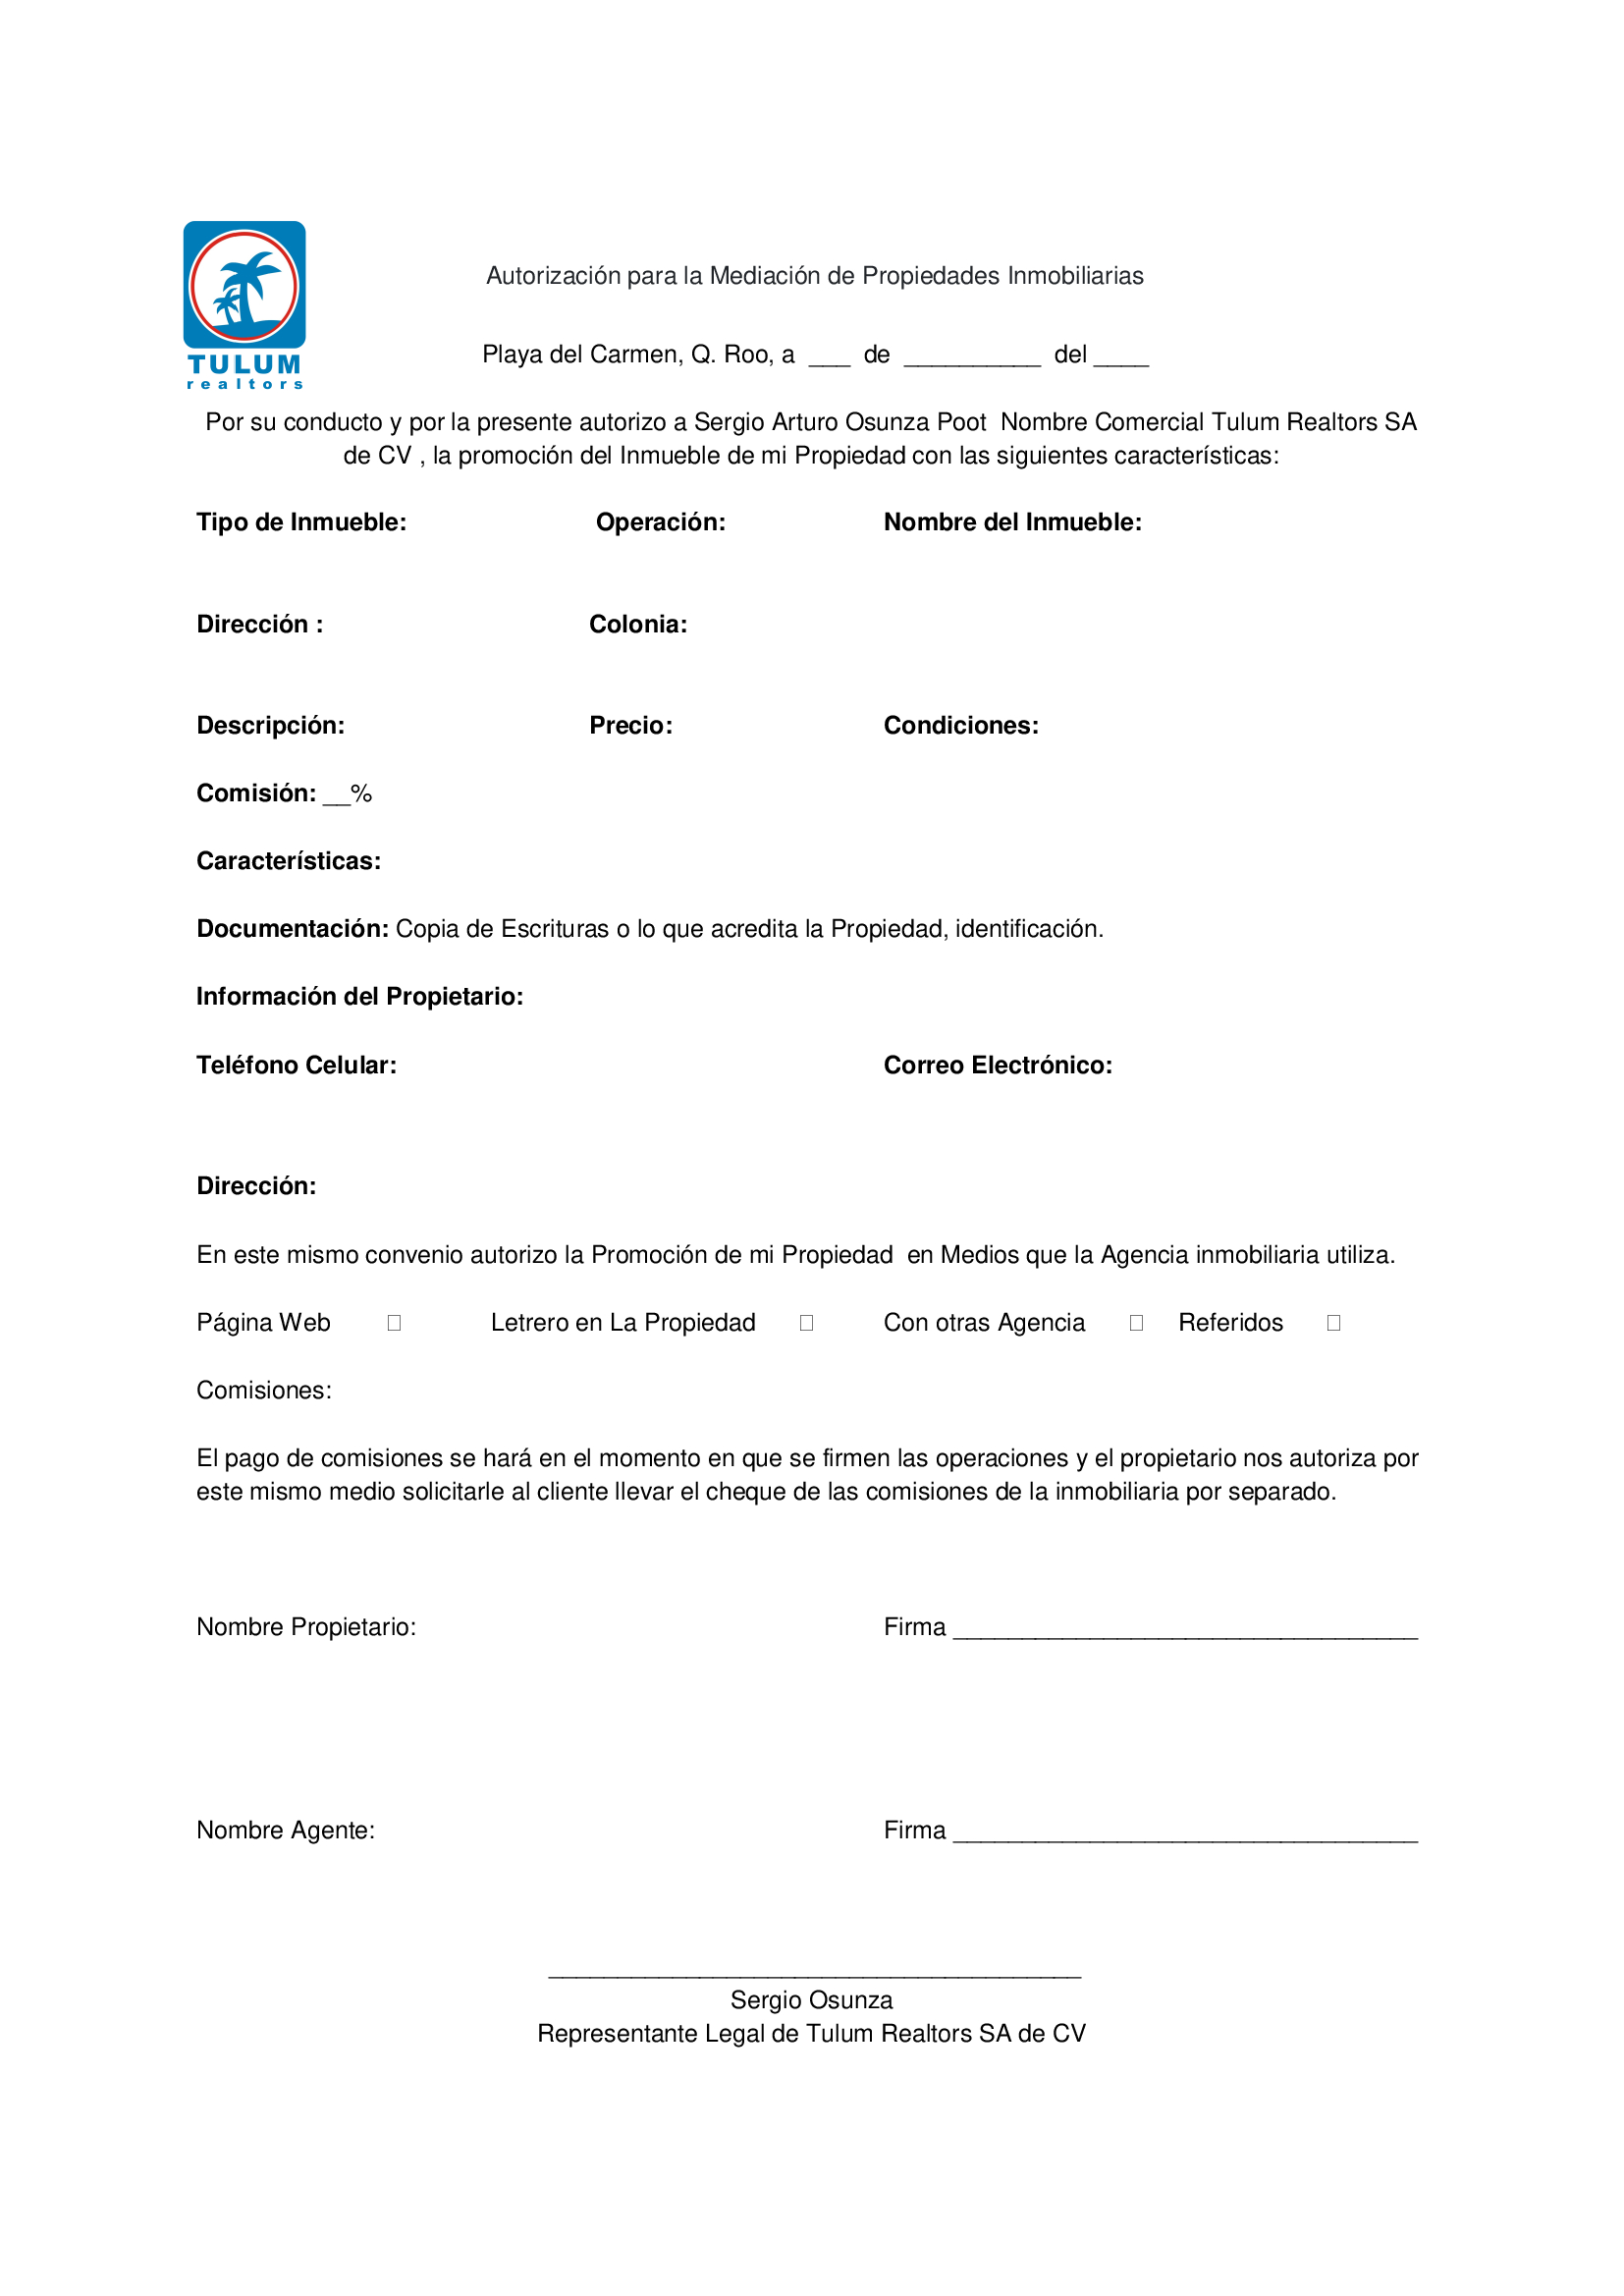 TULUM
realtors
Autorización para la Mediación de Propiedades Inmobiliarias
Playa del Carmen, Q. Roo, a ___ de __________ del ____
Por su conducto y por la presente autorizo a Sergio Arturo Osunza Poot Nombre Comercial Tulum Realtors SA
de CV , la promoción del Inmueble de mi Propiedad con las siguientes características:
Tipo de Inmueble: Operación: Nombre del Inmueble:
Dirección : Colonia:
Descripción: Precio: Condiciones:
Comisión: __%
Características:
Documentación: Copia de Escrituras o lo que acredita la Propiedad, identificación.
Información del Propietario:
Teléfono Celular: Correo Electrónico:
Dirección:
En este mismo convenio autorizo la Promoción de mi Propiedad en Medios que la Agencia inmobiliaria utiliza.
Página Web □ Letrero en La Propiedad □ Con otras Agencia □ Referidos □
Comisiones:
El pago de comisiones se hará en el momento en que se firmen las operaciones y el propietario nos autoriza por
este mismo medio solicitarle al cliente llevar el cheque de las comisiones de la inmobiliaria por separado.
Nombre Propietario: Firma __________________________________
Nombre Agente: Firma __________________________________
_______________________________________
Sergio Osunza
Representante Legal de Tulum Realtors SA de CV